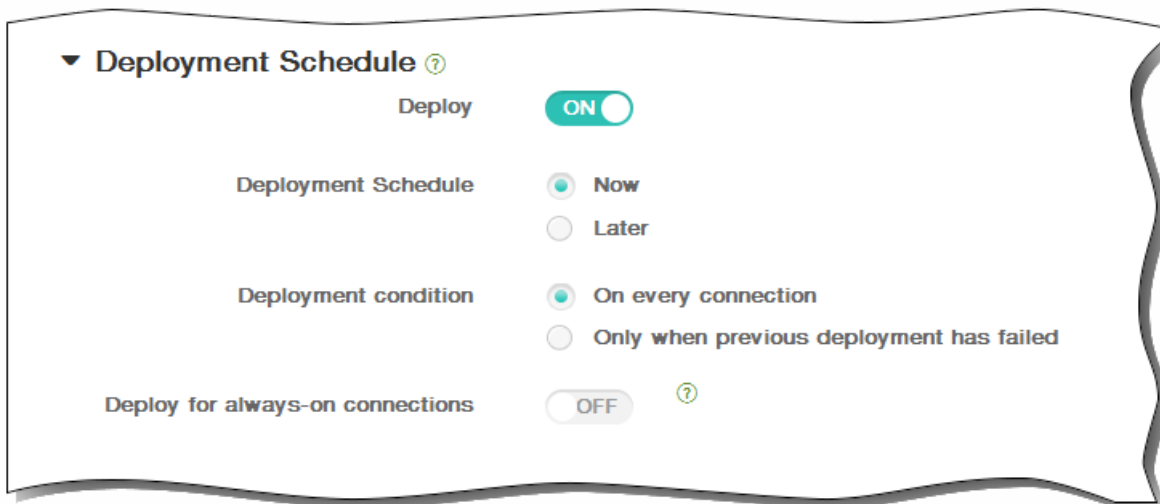 Deployment Schedule ?
Deploy ON
Deployment Schedule Now
Later
Deployment condition On every connection
Only when previous deployment has failed
Deploy for always-on connections OFF ?